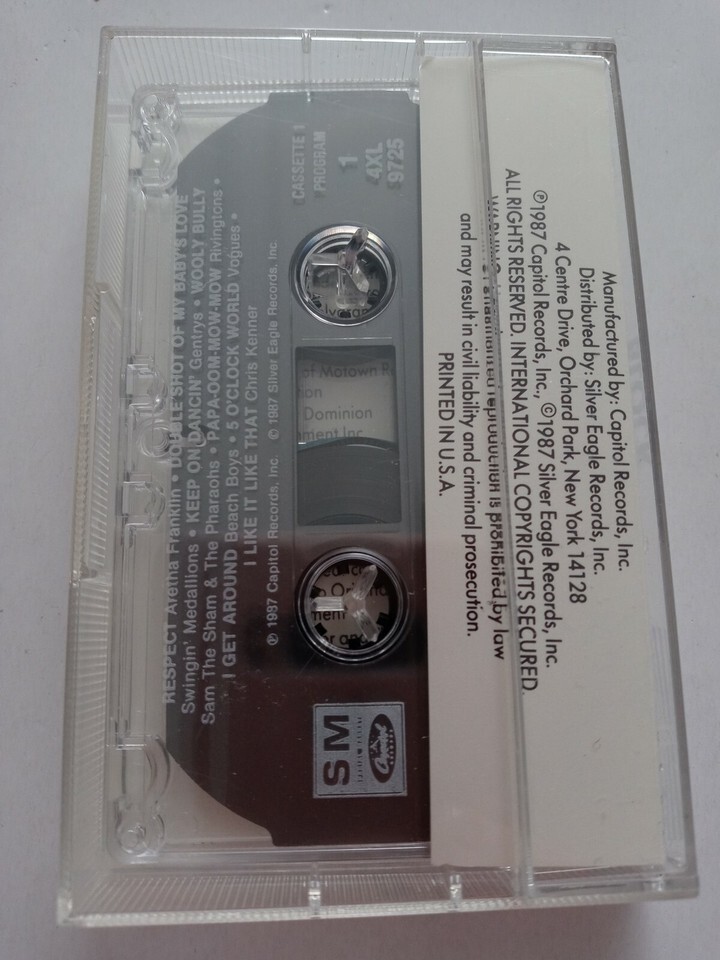 CASSETTE 1
PROGRAM
1
4XL
9725
RESPECT Aretha Franklin • DOUBLE SHOT OF MY BABY'S LOVE
Swingin' Medallions • KEEP ON DANCIN' Gentrys • WOOLY BULLY
Sam The Sham & The Pharaohs • PAPA-OOM-MOW-MOW Rivingtons •
I GET AROUND Beach Boys • 5 O'CLOCK WORLD Vogues •
I LIKE IT LIKE THAT Chris Kenner
℗ 1987 Capitol Records, Inc. © 1987 Silver Eagle Records, Inc.
of Motown
Dominion
SM
Manufactured by: Capitol Records, Inc.
Distributed by: Silver Eagle Records, Inc.
4 Centre Drive, Orchard Park, New York 14128
℗1987 Capitol Records, Inc., ©1987 Silver Eagle Records, Inc.
ALL RIGHTS RESERVED. INTERNATIONAL COPYRIGHTS SECURED.
WARNING: reproduction is prohibited by law
and may result in civil liability and criminal prosecution.
PRINTED IN U.S.A.